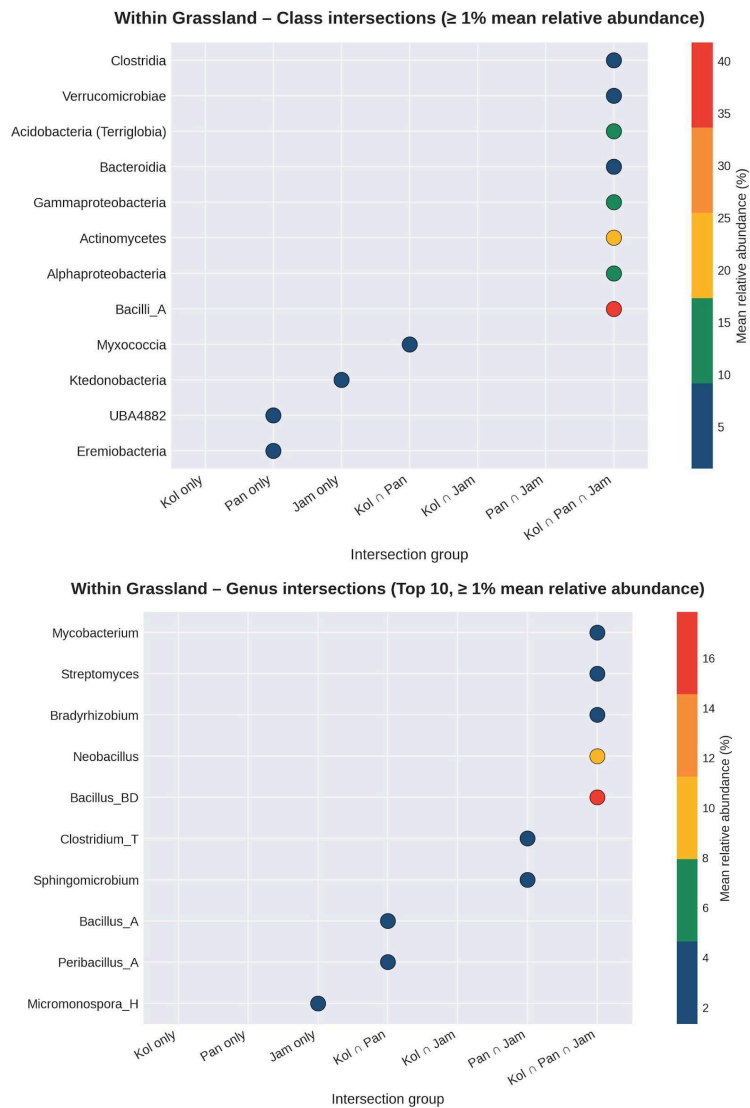 Within Grassland – Class intersections (≥ 1% mean relative abundance)
Clostridia
Verrucomicrobiae
Acidobacteria (Terriglobia)
Bacteroidia
Gammaproteobacteria
Actinomycetes
Alphaproteobacteria
Bacilli_A
Myxococcia
Ktedonobacteria
UBA4882
Eremiobacteria
Kol only
Pan only
Jam only
Kol ∩ Pan
Kol ∩ Jam
Pan ∩ Jam
Kol ∩ Pan ∩ Jam
Intersection group
40
35
30
25
20
15
10
5
Mean relative abundance (%)
Within Grassland – Genus intersections (Top 10, ≥ 1% mean relative abundance)
Mycobacterium
Streptomyces
Bradyrhizobium
Neobacillus
Bacillus_BD
Clostridium_T
Sphingomicrobium
Bacillus_A
Peribacillus_A
Micromonospora_H
Kol only
Pan only
Jam only
Kol ∩ Pan
Kol ∩ Jam
Pan ∩ Jam
Kol ∩ Pan ∩ Jam
Intersection group
16
14
12
10
8
6
4
2
Mean relative abundance (%)